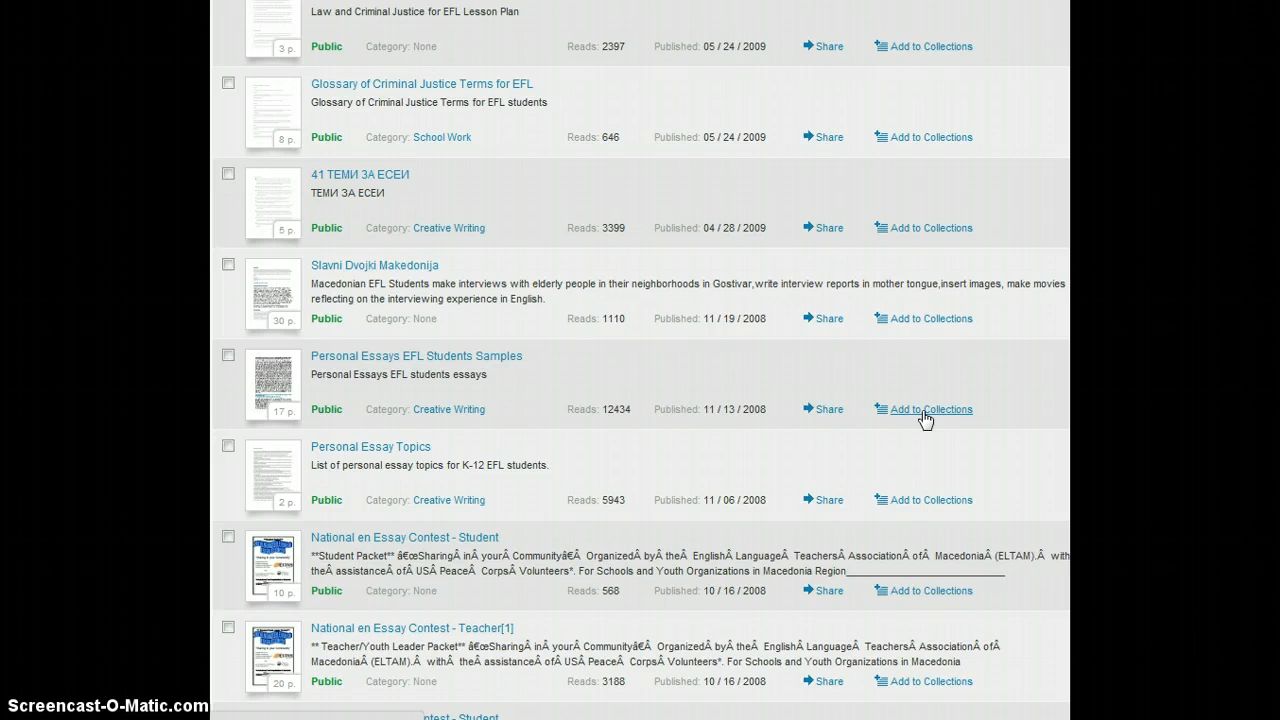 Law and Criminal Justice for EFL Lesson Plan
3 p.
Public Category: None Reads: 2397 Published: 05 / 24 / 2009 Share Add to Collections
Glossary of Criminal Justice Terms for EFL
Glossary of Criminal Justice Terms for EFL students
8 p.
Public Category: School Work Reads: 646 Published: 05 / 24 / 2009 Share Add to Collections
41 ТЕМИ ЗА ЕСЕИ
ТЕМИ ЗА ЕСЕИ
5 p.
Public Category: Creative Writing Reads: 3399 Published: 04 / 28 / 2009 Share Add to Collections
Slavni Dvojki Makedonija
Macedonian EFL Students make interviews with elderly people in their neighborhoods in Gostivar,write interview reports in mother tongue,insert images, make movies
reflect on the interviews experience in English.
30 p.
Public Category: None Reads: 1110 Published: 11 / 19 / 2008 Share Add to Collections
Personal Essays EFL Students Samples
Personal Essays EFL students essays
17 p.
Public Category: Creative Writing Reads: 12434 Published: 11 / 13 / 2008 Share Add to Collections
Personal Essay Topics
List of personal essay topics for K-12 EFL students.
2 p.
Public Category: Creative Writing Reads: 5943 Published: 11 / 06 / 2008 Share Add to Collections
National en Essay Contest - Student
**Student Packet** â€œSharingÂ inÂ yourÂ Communityâ€Â OrganizedÂ byÂ theÂ LanguageÂ TeachersÂ AssociationÂ ofÂ MacedoniaÂ (ELTAM).Â with
theÂ assistanceÂ ofÂ USÂ PeaceÂ CorpsÂ Volunteers*. For Schools and Youth Organizations in Macedonia Region
10 p.
Public Category: None Reads: 568 Published: 10 / 16 / 2008 Share Add to Collections
National en Essay Contest - Teacher[1]
** Teacher/Youth Leader Packet** â€œSharingÂ inÂ yourÂ Communityâ€Â OrganizedÂ byÂ theÂ EnglishÂ LanguageÂ TeachersÂ AssociationÂ ofÂ
MacedoniaÂ (ELTAM).Â withÂ theÂ assistanceÂ ofÂ USÂ PeaceÂ CorpsÂ Volunteers* For Schools and Youth Organizations in Macedonia
20 p.
Public Category: None Reads: 3188 Published: 10 / 16 / 2008 Share Add to Collections
Screencast-O-Matic.com